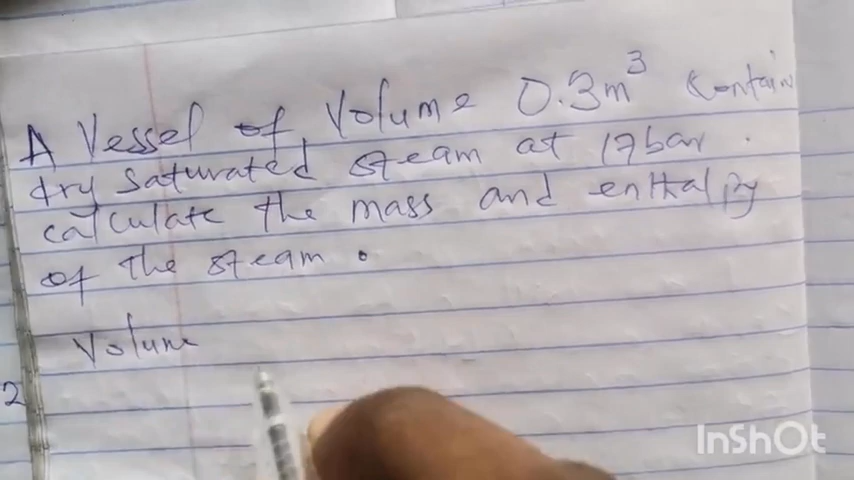 A Vessel of Volume 0.3m³ Contain
dry saturated steam at 17bar.
calculate the mass and enthalpy
of the steam.
Volume
2
InShOt